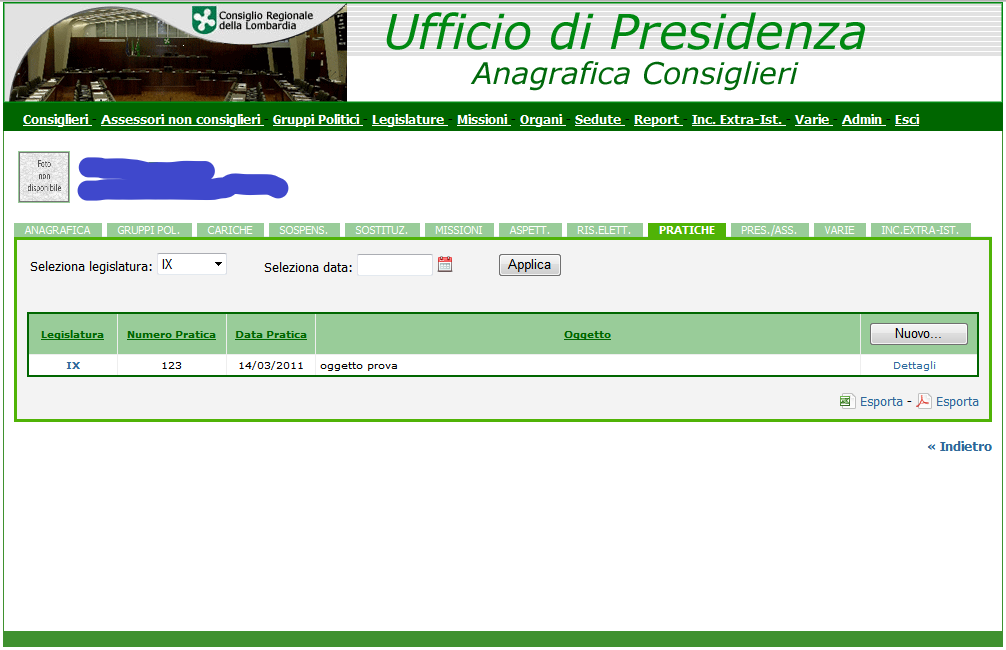 Consiglio Regionale
della Lombardia
Ufficio di Presidenza
Anagrafica Consiglieri
Consiglieri - Assessori non consiglieri - Gruppi Politici - Legislature - Missioni - Organi - Sedute - Report - Inc. Extra-Ist. - Varie - Admin - Esci
Foto
non
disponibile
ANAGRAFICA GRUPPI POL. CARICHE SOSPENS. SOSTITUZ. MISSIONI ASPETT. RIS.ELETT. PRATICHE PRES./ASS. VARIE INC.EXTRA-IST.
Seleziona legislatura: IX Seleziona data: Applica
Legislatura Numero Pratica Data Pratica Oggetto Nuovo...
IX 123 14/03/2011 oggetto prova Dettagli
Esporta - Esporta
« Indietro